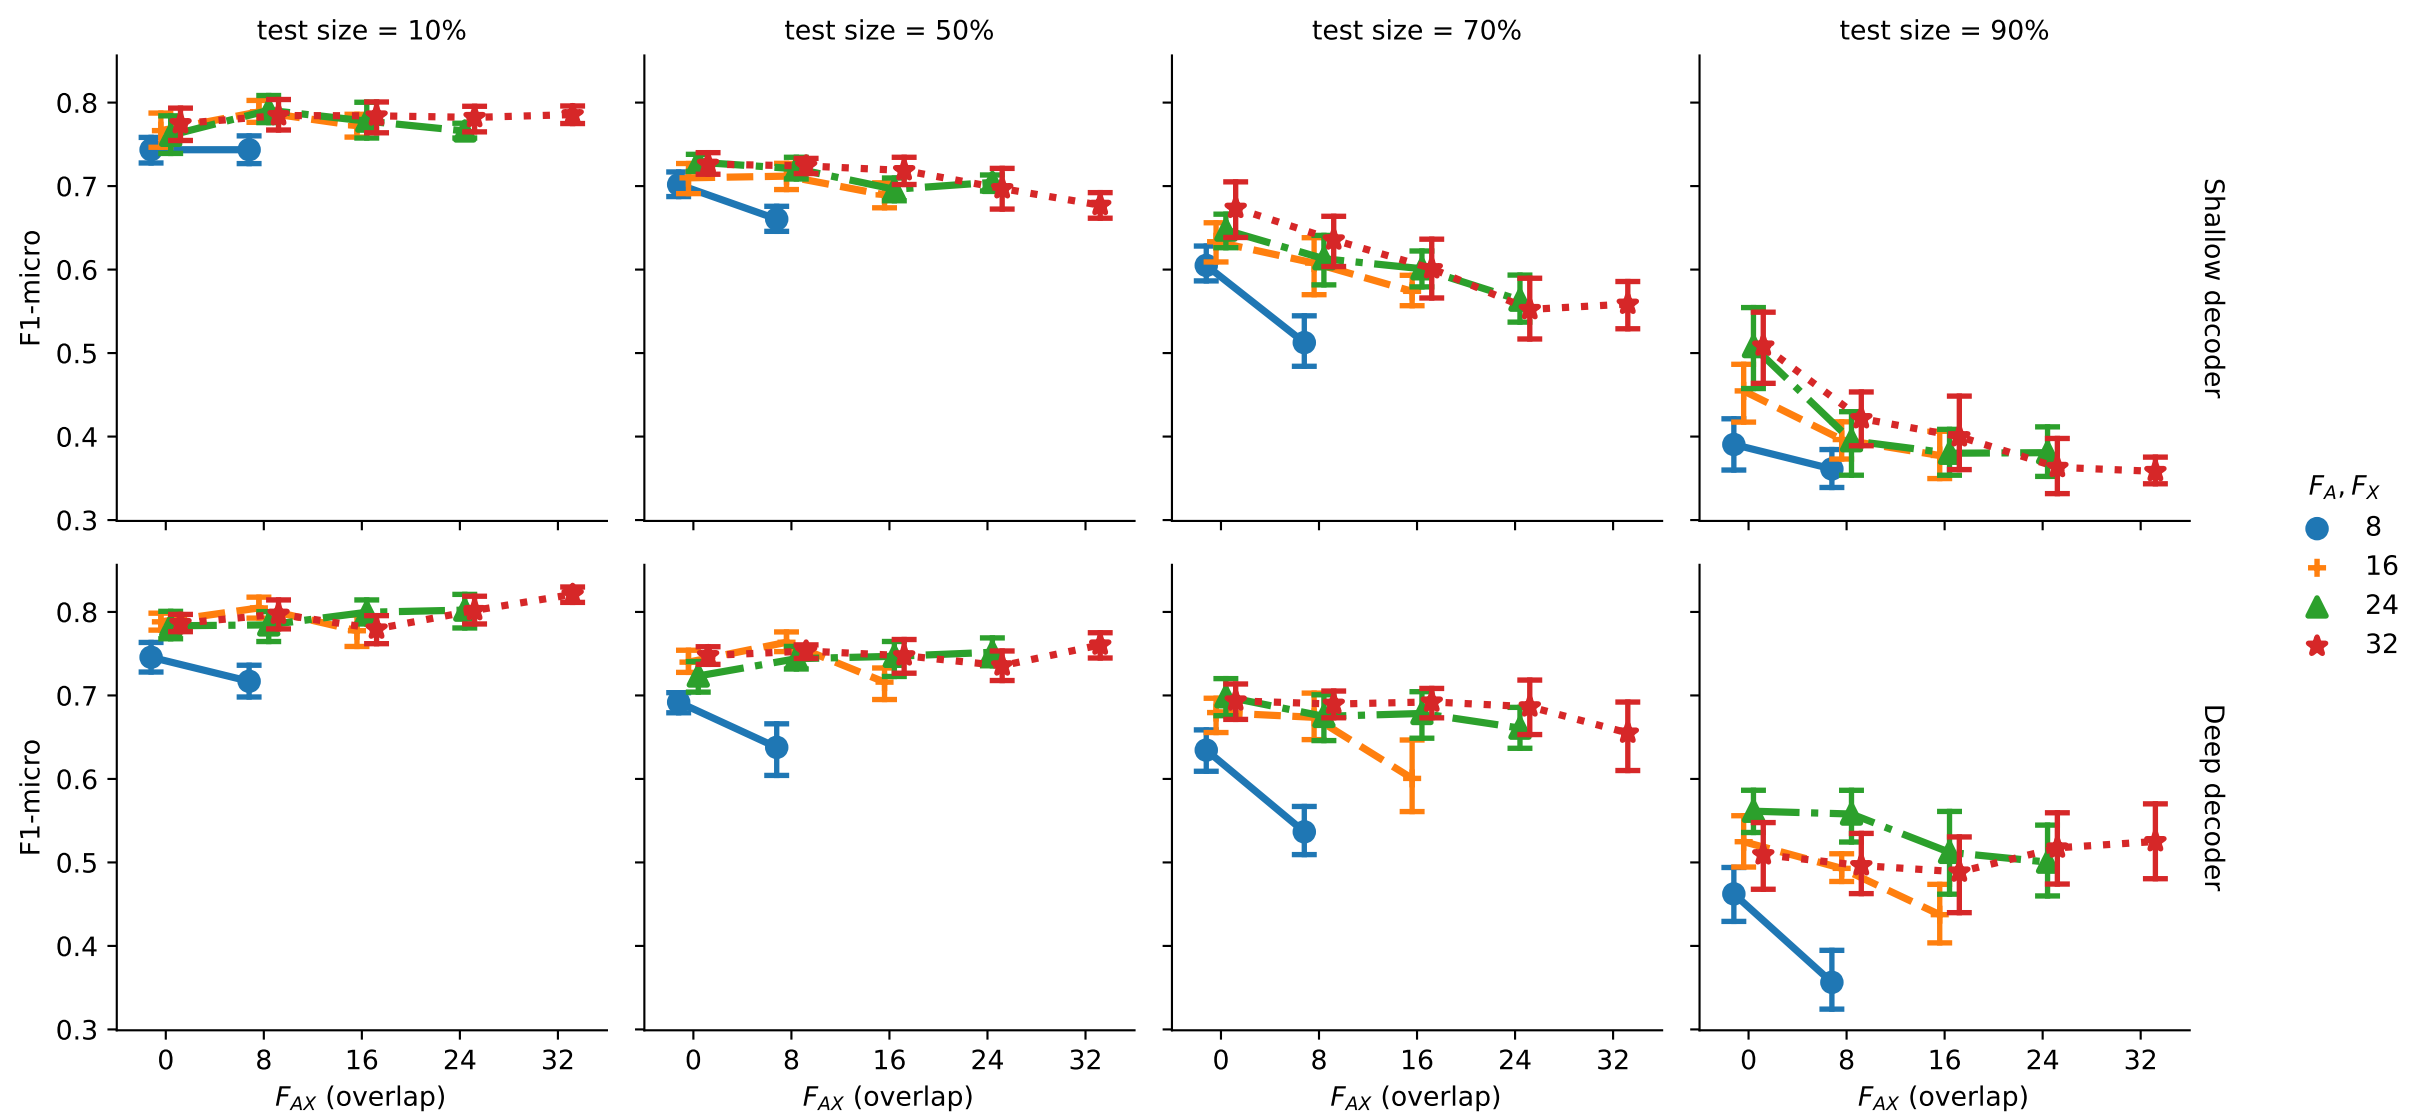 test size = 10%
test size = 50%
test size = 70%
test size = 90%
F1-micro
0.8
0.7
0.6
0.5
0.4
0.3
Shallow decoder
F_A, F_X
8
16
24
32
F1-micro
0.8
0.7
0.6
0.5
0.4
0.3
Deep decoder
0 8 16 24 32
0 8 16 24 32
0 8 16 24 32
0 8 16 24 32
F_AX (overlap)
F_AX (overlap)
F_AX (overlap)
F_AX (overlap)